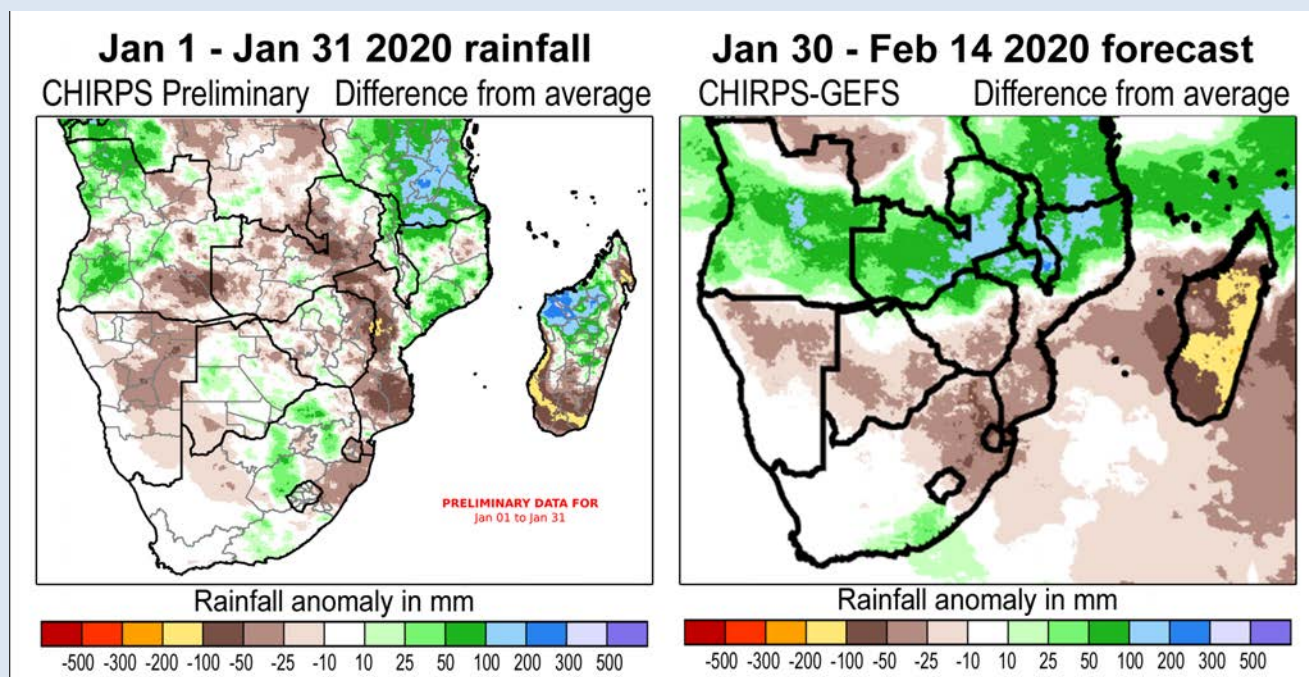 Jan 1 - Jan 31 2020 rainfall
CHIRPS Preliminary Difference from average
PRELIMINARY DATA FOR
Jan 01 to Jan 31
Rainfall anomaly in mm
-500 -300 -200 -100 -50 -25 -10 10 25 50 100 200 300 500
Jan 30 - Feb 14 2020 forecast
CHIRPS-GEFS Difference from average
Rainfall anomaly in mm
-500 -300 -200 -100 -50 -25 -10 10 25 50 100 200 300 500